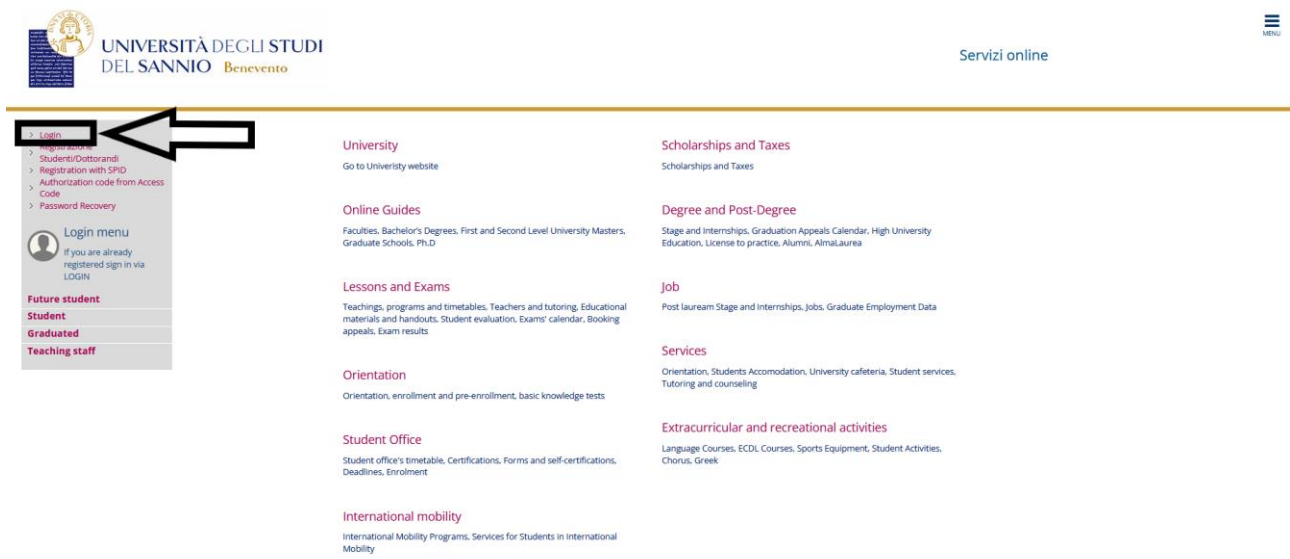 UNIVERSITÀ DEGLI STUDI
DEL SANNIO Benevento
Servizi online
MENU
> Login
> Registrazione
Studenti/Dottorandi
> Registration with SPID
> Authorization code from Access
Code
> Password Recovery
Login menu
If you are already
registered sign in via
LOGIN
Future student
Student
Graduated
Teaching staff
University
Go to Univeristy website
Online Guides
Faculties, Bachelor's Degrees, First and Second Level University Masters,
Graduate Schools, Ph.D
Lessons and Exams
Teachings, programs and timetables, Teachers and tutoring, Educational
materials and handouts, Student evaluation, Exams' calendar, Booking
appeals, Exam results
Orientation
Orientation, enrollment and pre-enrollment, basic knowledge tests
Student Office
Student office's timetable, Certifications, Forms and self-certifications,
Deadlines, Enrolment
International mobility
International Mobility Programs, Services for Students in International
Mobility
Scholarships and Taxes
Scholarships and Taxes
Degree and Post-Degree
Stage and Internships, Graduation Appeals Calendar, High University
Education, License to practice, Alumni, AlmaLaurea
Job
Post lauream Stage and Internships, Jobs, Graduate Employment Data
Services
Orientation, Students Accomodation, University cafeteria, Student services,
Tutoring and counseling
Extracurricular and recreational activities
Language Courses, ECDL Courses, Sports Equipment, Student Activities,
Chorus, Greek